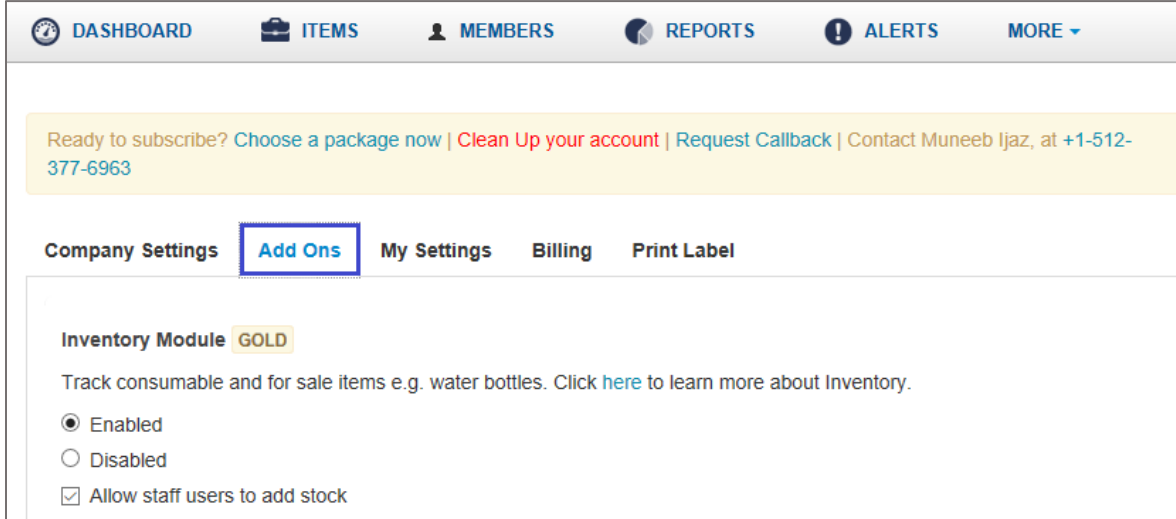 DASHBOARD ITEMS MEMBERS REPORTS ALERTS MORE
Ready to subscribe? Choose a package now | Clean Up your account | Request Callback | Contact Muneeb Ijaz, at +1-512-
377-6963
Company Settings Add Ons My Settings Billing Print Label
Inventory Module GOLD
Track consumable and for sale items e.g. water bottles. Click here to learn more about Inventory.
Enabled
Disabled
Allow staff users to add stock